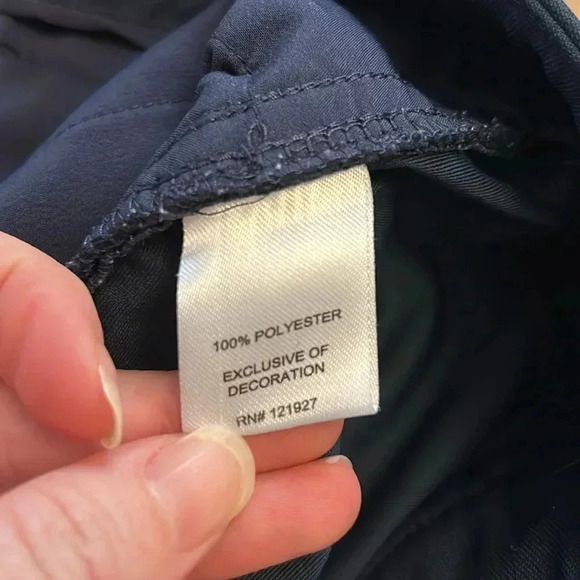 100% POLYESTER
EXCLUSIVE OF
DECORATION
RN# 121927